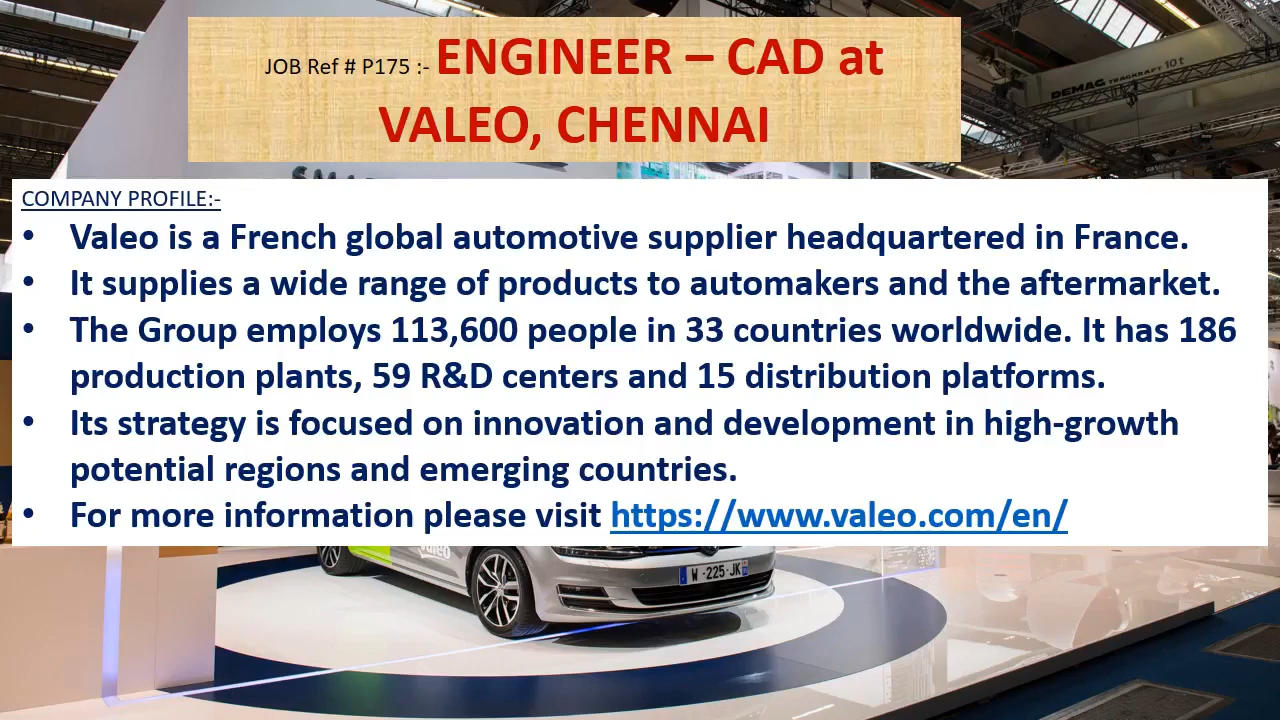 JOB Ref # P175 :- ENGINEER – CAD at
VALEO, CHENNAI
DEMAG TRACKRAFT 10 t
COMPANY PROFILE:-
• Valeo is a French global automotive supplier headquartered in France.
• It supplies a wide range of products to automakers and the aftermarket.
• The Group employs 113,600 people in 33 countries worldwide. It has 186
production plants, 59 R&D centers and 15 distribution platforms.
• Its strategy is focused on innovation and development in high-growth
potential regions and emerging countries.
• For more information please visit https://www.valeo.com/en/
Valeo
W-225-JK